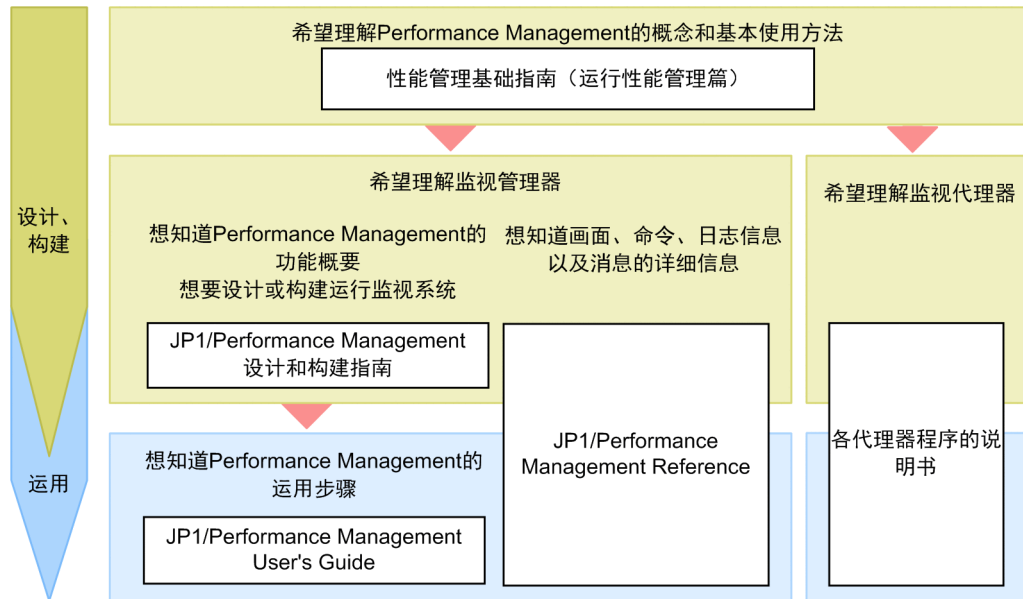 希望理解Performance Management的概念和基本使用方法
性能管理基础指南（运行性能管理篇）
设计、
构建
希望理解监视管理器
想知道Performance Management的
功能概要
想要设计或构建运行监视系统
JP1/Performance Management
设计和构建指南
想知道画面、命令、日志信息
以及消息的详细信息
JP1/Performance
Management Reference
希望理解监视代理器
各代理器程序的说
明书
运用
想知道Performance Management的
运用步骤
JP1/Performance Management
User's Guide